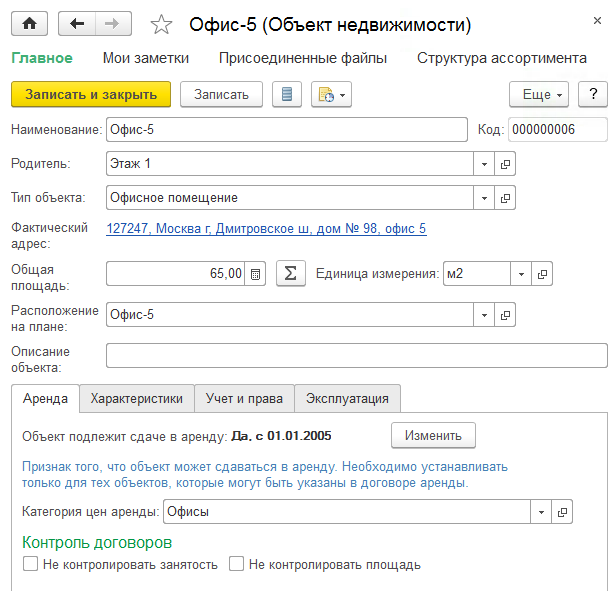 Офис-5 (Объект недвижимости)
Главное Мои заметки Присоединенные файлы Структура ассортимента
Записать и закрыть Записать Еще ?
Наименование: Офис-5 Код: 000000006
Родитель: Этаж 1
Тип объекта: Офисное помещение
Фактический
адрес: 127247, Москва г, Дмитровское ш, дом № 98, офис 5
Общая
площадь: 65,00 Σ Единица измерения: м2
Расположение
на плане: Офис-5
Описание
объекта:
Аренда Характеристики Учет и права Эксплуатация
Объект подлежит сдаче в аренду: Да, с 01.01.2005 Изменить
Признак того, что объект может сдаваться в аренду. Необходимо устанавливать
только для тех объектов, которые могут быть указаны в договоре аренды.
Категория цен аренды: Офисы
Контроль договоров
Не контролировать занятость Не контролировать площадь